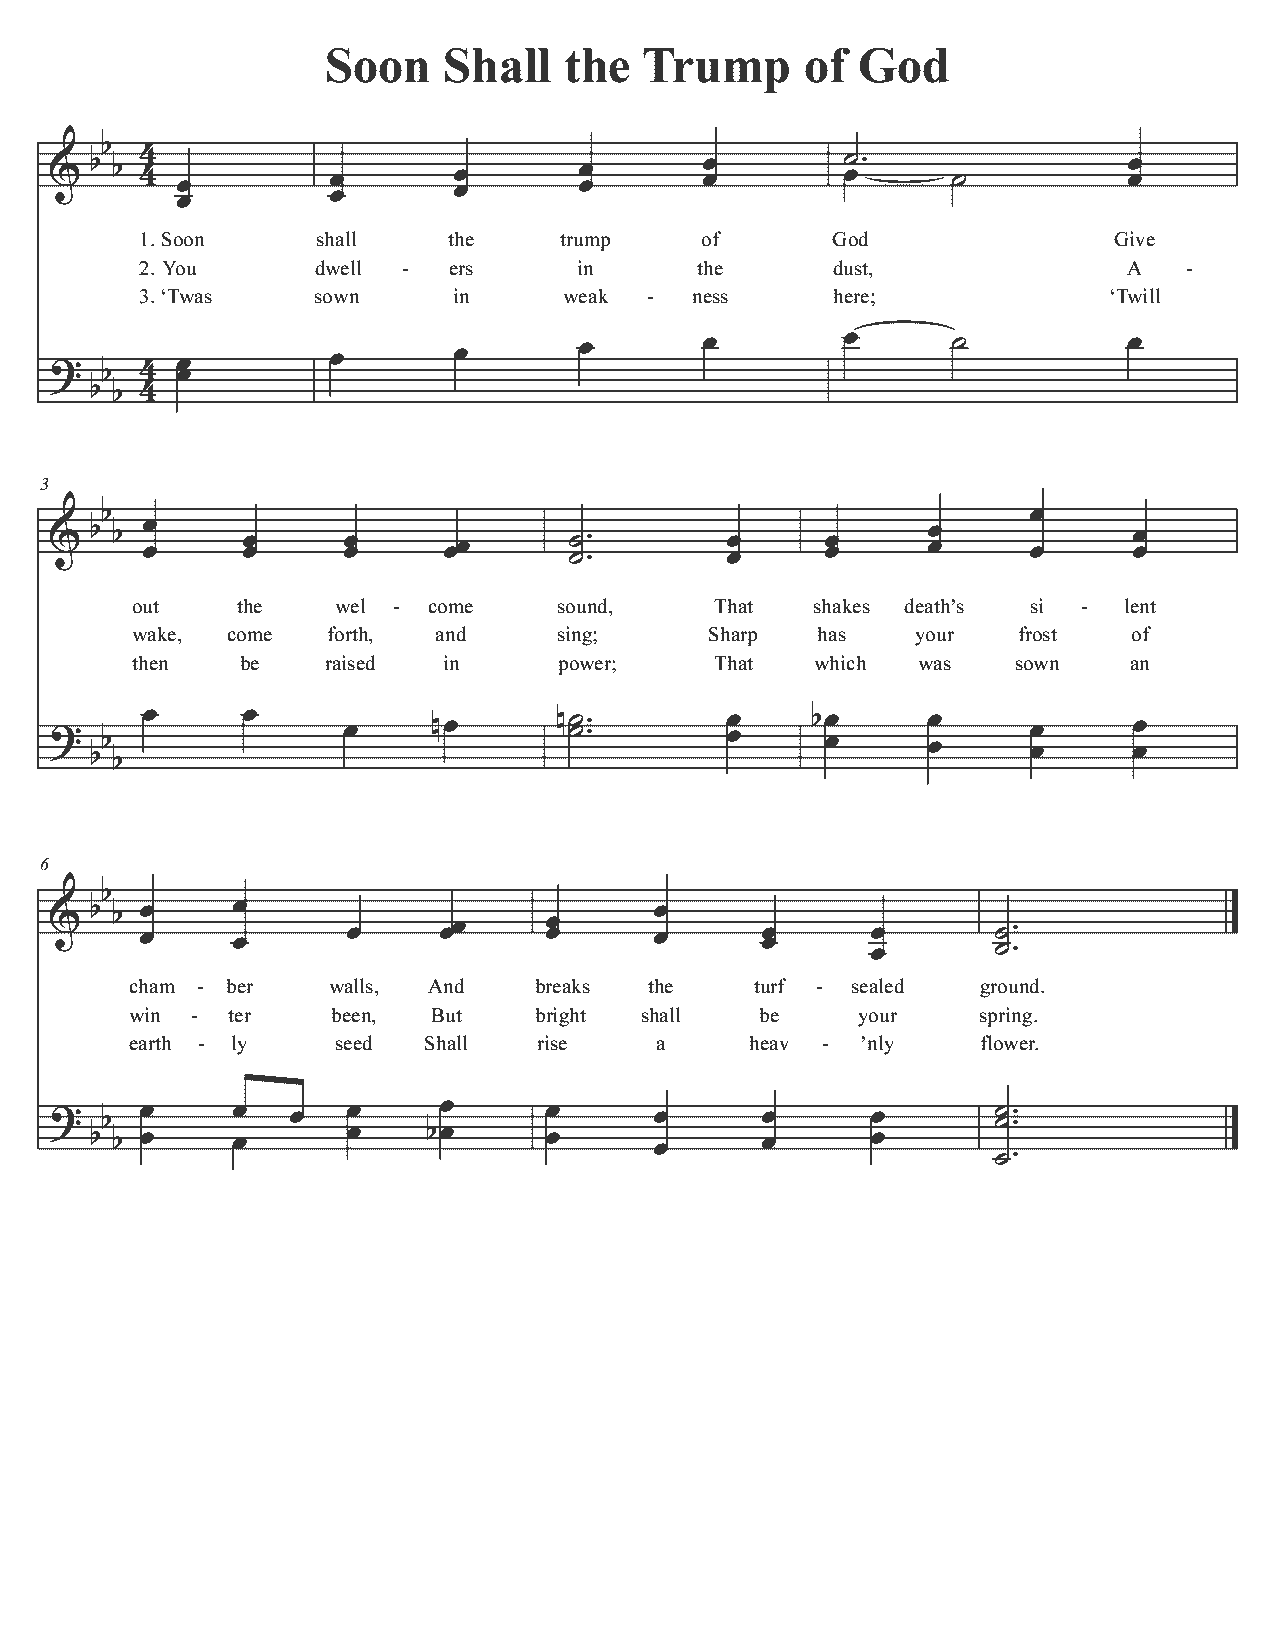 Soon Shall the Trump of God
4
4
1. Soon shall the trump of God Give
2. You dwell - ers in the dust, A -
3. ‘Twas sown in weak - ness here; ‘Twill
4
4
3
out the wel - come sound, That shakes death’s si - lent
wake, come forth, and sing; Sharp has your frost of
then be raised in power; That which was sown an
6
cham - ber walls, And breaks the turf - sealed ground.
win - ter been, But bright shall be your spring.
earth - ly seed Shall rise a heav - ’nly flower.